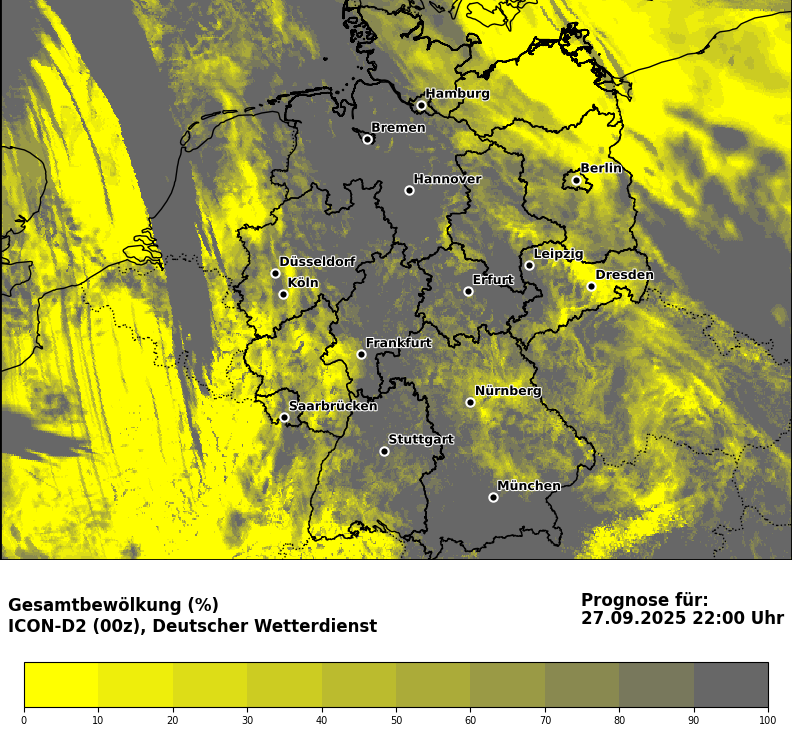 Hamburg
Bremen
Hannover
Berlin
Düsseldorf
Köln
Leipzig
Erfurt
Dresden
Frankfurt
Nürnberg
Saarbrücken
Stuttgart
München
Gesamtbewölkung (%)
ICON-D2 (00z), Deutscher Wetterdienst
Prognose für:
27.09.2025 22:00 Uhr
0 10 20 30 40 50 60 70 80 90 100